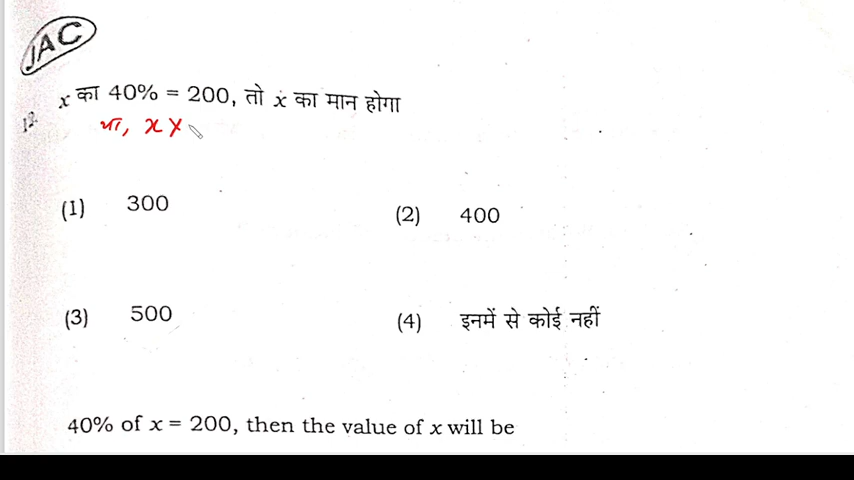 JAC
12.
x का 40% = 200, तो x का मान होगा
या, x ×
(1) 300
(2) 400
(3) 500
(4) इनमें से कोई नहीं
40% of x = 200, then the value of x will be